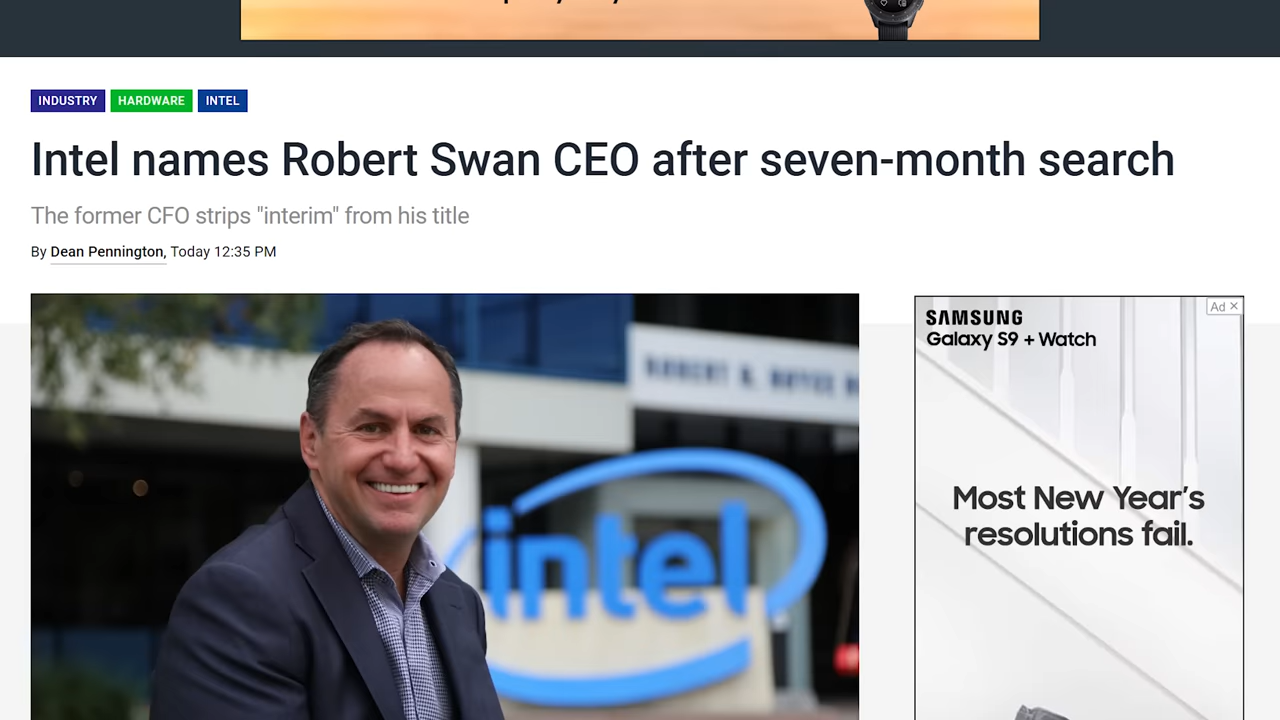 INDUSTRY HARDWARE INTEL
Intel names Robert Swan CEO after seven-month search
The former CFO strips "interim" from his title
By Dean Pennington, Today 12:35 PM
Ad ✕
SAMSUNG
Galaxy S9 + Watch
ROBERT N. NOYCE B
intel
Most New Year's
resolutions fail.